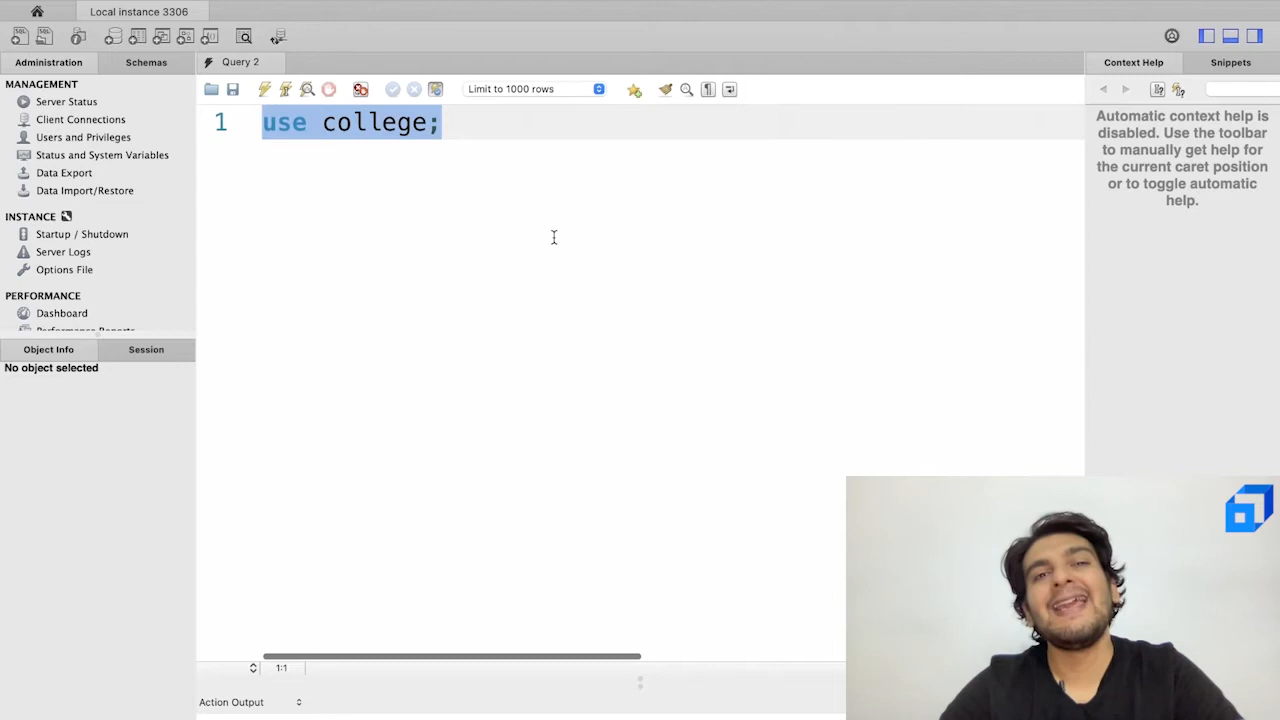 Local instance 3306
Administration
Schemas
Query 2
Context Help
Snippets
MANAGEMENT
Server Status
Client Connections
Users and Privileges
Status and System Variables
Data Export
Data Import/Restore
INSTANCE
Startup / Shutdown
Server Logs
Options File
PERFORMANCE
Dashboard
Performance Reports
Object Info
Session
No object selected
Limit to 1000 rows
1 use college;
Automatic context help is
disabled. Use the toolbar
to manually get help for
the current caret position
or to toggle automatic
help.
1:1
Action Output